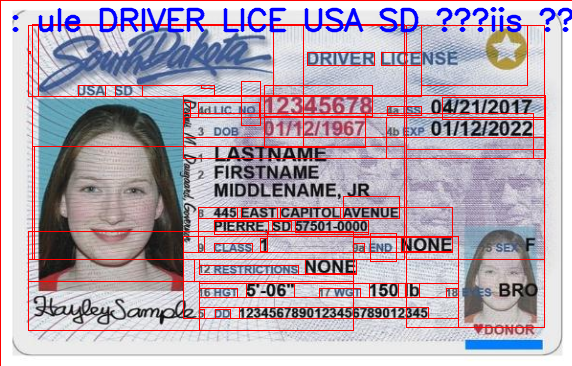 : ule DRIVER LICE USA SD ???iis ??
South Dakota
DRIVER LICENSE
USA SD
4d LIC. NO 12345678 4a ISS 04/21/2017
3 DOB 01/12/1967 4b EXP 01/12/2022
1 LASTNAME
2 FIRSTNAME
MIDDLENAME, JR
8 445 EAST CAPITOL AVENUE
PIERRE, SD 57501-0000
9 CLASS 1 9a END NONE 15 SEX F
12 RESTRICTIONS NONE
16 HGT 5'-06" 17 WGT 150 lb 18 EYES BRO
5 DD 1234567890123456789012345
Hayley Sample
♥DONOR